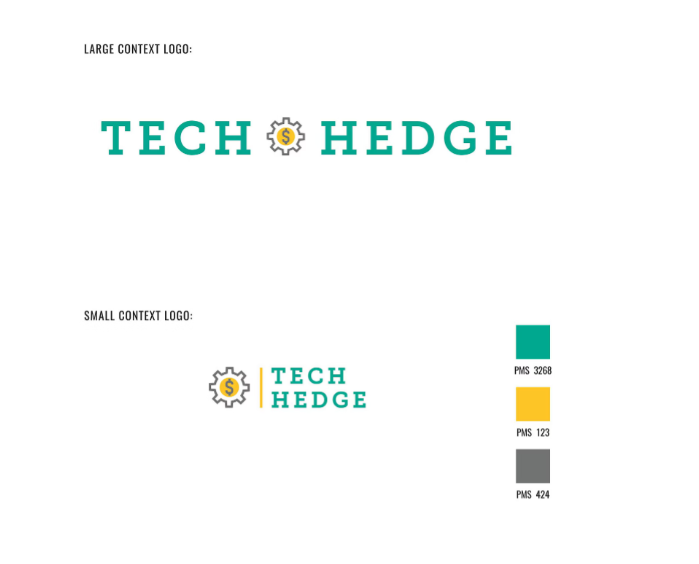 LARGE CONTEXT LOGO:
TECH $ HEDGE
SMALL CONTEXT LOGO:
$
TECH
HEDGE
PMS 3268
PMS 123
PMS 424